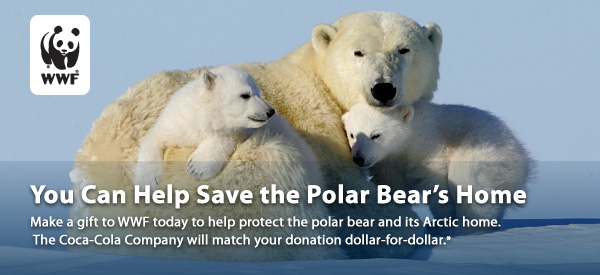 WWF
You Can Help Save the Polar Bear's Home
Make a gift to WWF today to help protect the polar bear and its Arctic home.
The Coca-Cola Company will match your donation dollar-for-dollar.*